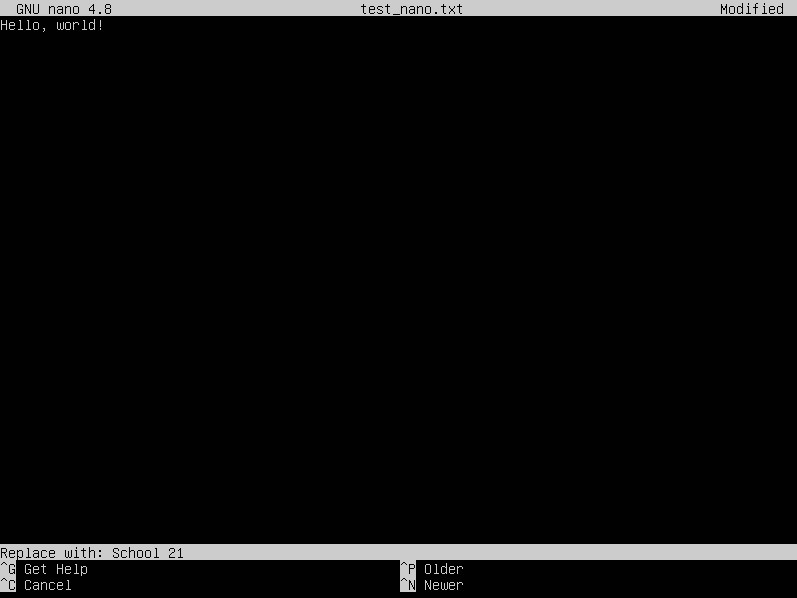 GNU nano 4.8 test_nano.txt Modified
Hello, world!
Replace with: School 21
^G Get Help ^P Older
^C Cancel ^N Newer